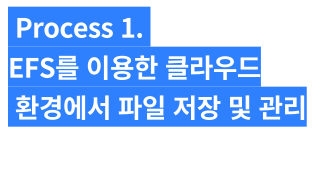 Process 1.
EFS를 이용한 클라우드
환경에서 파일 저장 및 관리